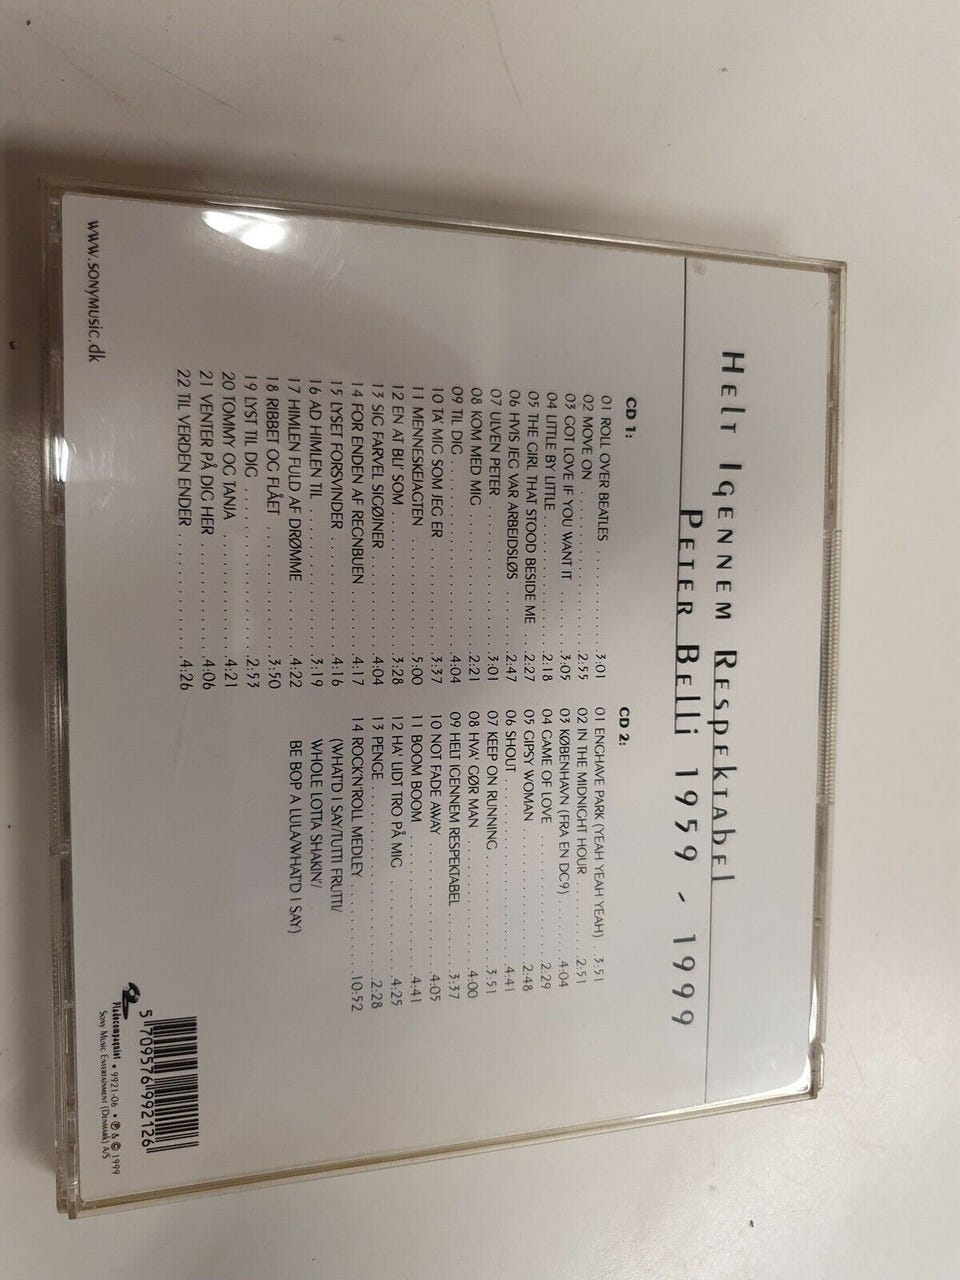 Helt Igennem Respektabel
Peter Belli 1959 - 1999
CD 1:
01 ROLL OVER BEATLES . . . . . . . . . . 3:01
02 MOVE ON . . . . . . . . . . 2:55
03 GOT LOVE IF YOU WANT IT . . . . . 3:05
04 LITTLE BY LITTLE . . . . . . . . . . 2:18
05 THE GIRL THAT STOOD BESIDE ME . . 2:27
06 HVIS JEG VAR ARBEJDSLØS . . . . . 2:47
07 ULVEN PETER . . . . . . . . . . 3:01
08 KOM MED MIG . . . . . . . . . . 2:21
09 TIL DIG . . . . . . . . . . 4:04
10 TA' MIG SOM JEG ER . . . . . . . . 3:37
11 MENNESKEJAGTEN . . . . . . . . 5:00
12 EN AT BLI' SOM . . . . . . . . . . 3:28
13 SIG FARVEL SIGØJNER . . . . . . . 4:04
14 FOR ENDEN AF REGNBUEN . . . . . 4:17
15 LYSET FORSVINDER . . . . . . . . 4:16
16 AD HIMLEN TIL . . . . . . . . . . 3:19
17 HIMLEN FULD AF DRØMME . . . . 4:22
18 RIBBET OG FLÅET . . . . . . . . . 3:50
19 LYST TIL DIG . . . . . . . . . . 2:53
20 TOMMY OG TANJA . . . . . . . . 4:21
21 VENTER PÅ DIG HER . . . . . . . . 4:06
22 TIL VERDEN ENDER . . . . . . . . 4:26
CD 2:
01 ENGHAVE PARK (YEAH YEAH YEAH) . 3:51
02 IN THE MIDNIGHT HOUR . . . . . . 2:51
03 KØBENHAVN (FRA EN DC9) . . . . . 4:04
04 GAME OF LOVE . . . . . . . . . . 2:29
05 GIPSY WOMAN . . . . . . . . . . 2:48
06 SHOUT . . . . . . . . . . 4:41
07 KEEP ON RUNNING . . . . . . . . 3:51
08 HVA' GØR MAN . . . . . . . . . . 4:00
09 HELT IGENNEM RESPEKTABEL . . . . 3:37
10 NOT FADE AWAY . . . . . . . . . . 4:05
11 BOOM BOOM . . . . . . . . . . 4:41
12 HA' LIDT TRO PÅ MIG . . . . . . . 4:25
13 PENGE . . . . . . . . . . 2:28
14 ROCK'N'ROLL MEDLEY . . . . . . . 10:52
(WHAT'D I SAY/TUTTI FRUTTI/
WHOLE LOTTA SHAKIN'/
BE BOP A LULA/WHAT'D I SAY)
www.sonymusic.dk
5 709576 992126
Pladecompagniet • 9921-06 • ℗ & © 1999
Sony Music Entertainment (Denmark) A/S